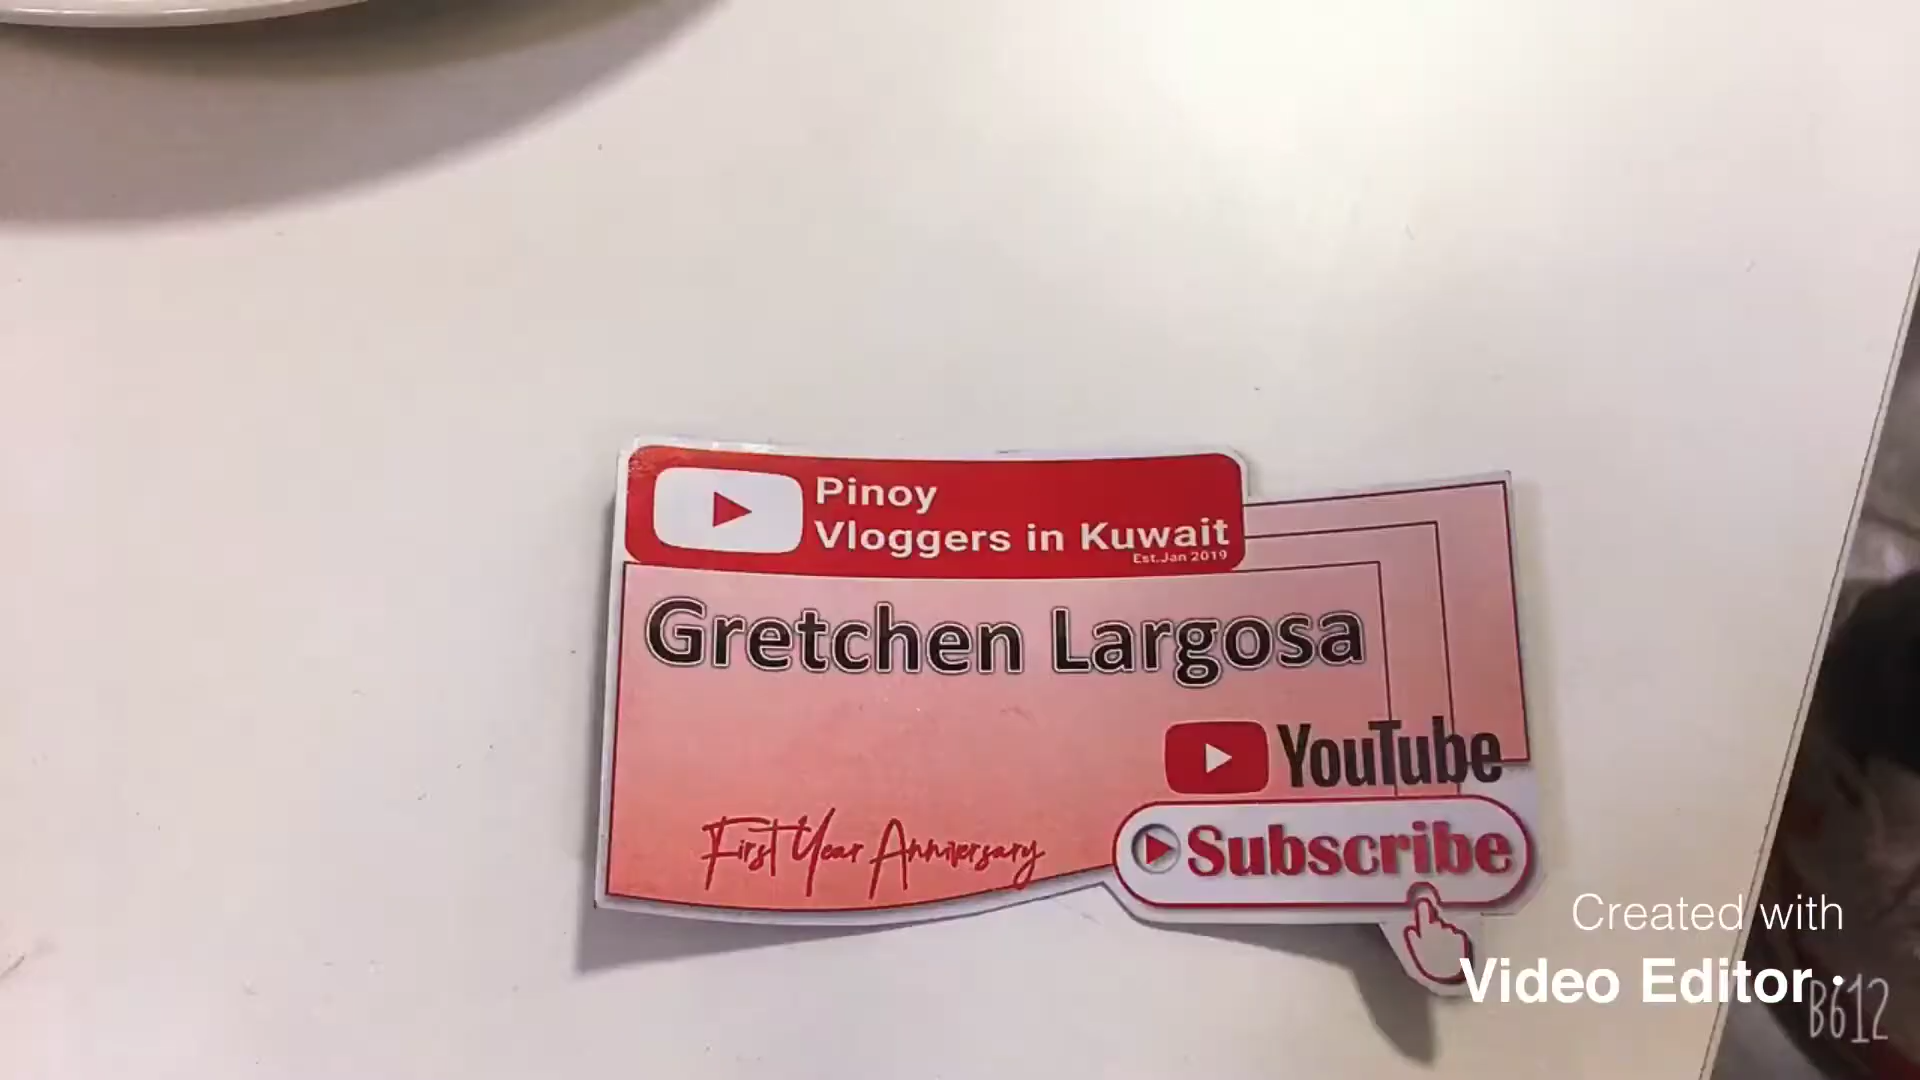 Pinoy
Vloggers in Kuwait
Est.Jan 2019
Gretchen Largosa
YouTube
First Year Anniversary
Subscribe
Created with
Video Editor.
B612